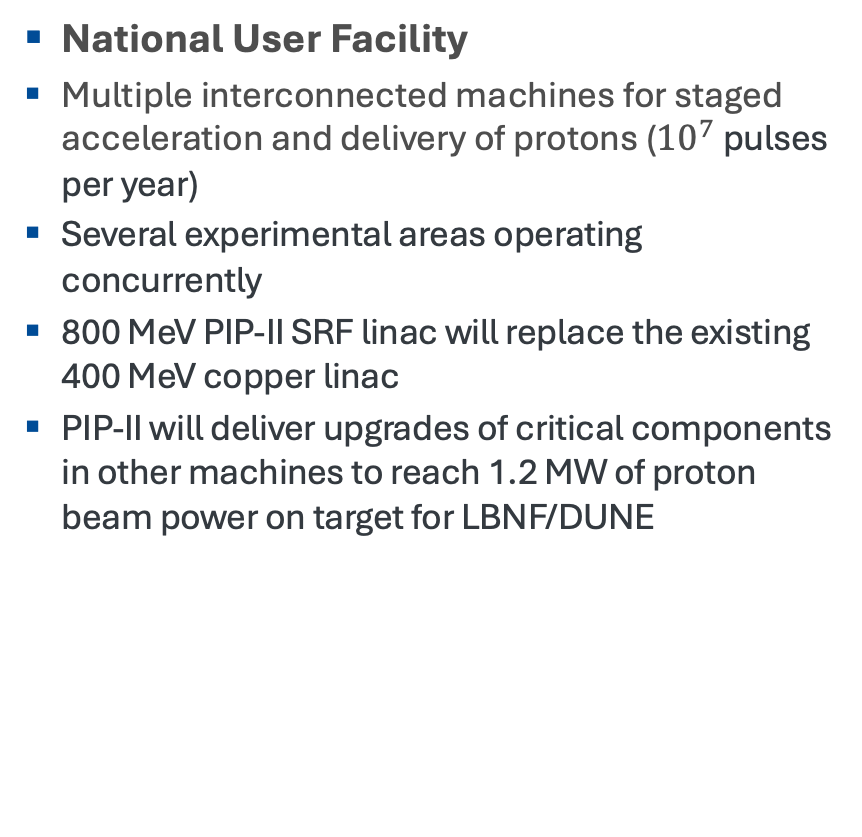 ▪ National User Facility
▪ Multiple interconnected machines for staged
acceleration and delivery of protons (10⁷ pulses
per year)
▪ Several experimental areas operating
concurrently
▪ 800 MeV PIP-II SRF linac will replace the existing
400 MeV copper linac
▪ PIP-II will deliver upgrades of critical components
in other machines to reach 1.2 MW of proton
beam power on target for LBNF/DUNE